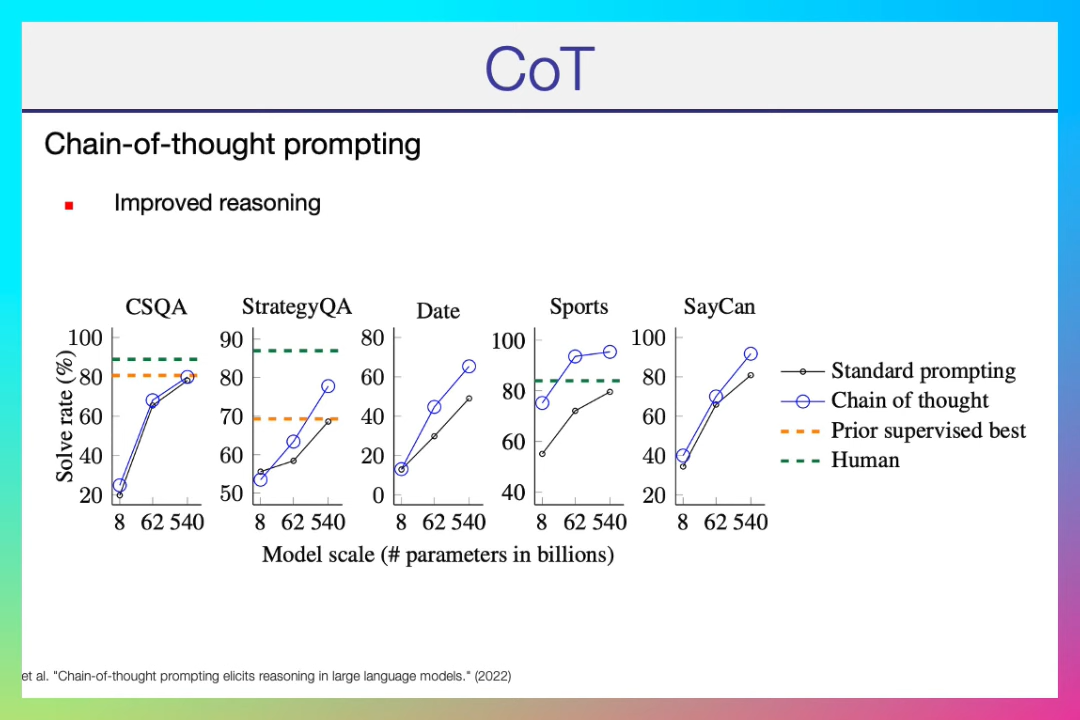 CoT
Chain-of-thought prompting
Improved reasoning
CSQA
StrategyQA
Date
Sports
SayCan
Solve rate (%)
100
80
60
40
20
8 62 540
90
80
70
60
50
8 62 540
80
60
40
20
0
8 62 540
100
80
60
40
8 62 540
100
80
60
40
20
8 62 540
Model scale (# parameters in billions)
Standard prompting
Chain of thought
Prior supervised best
Human
et al. "Chain-of-thought prompting elicits reasoning in large language models." (2022)